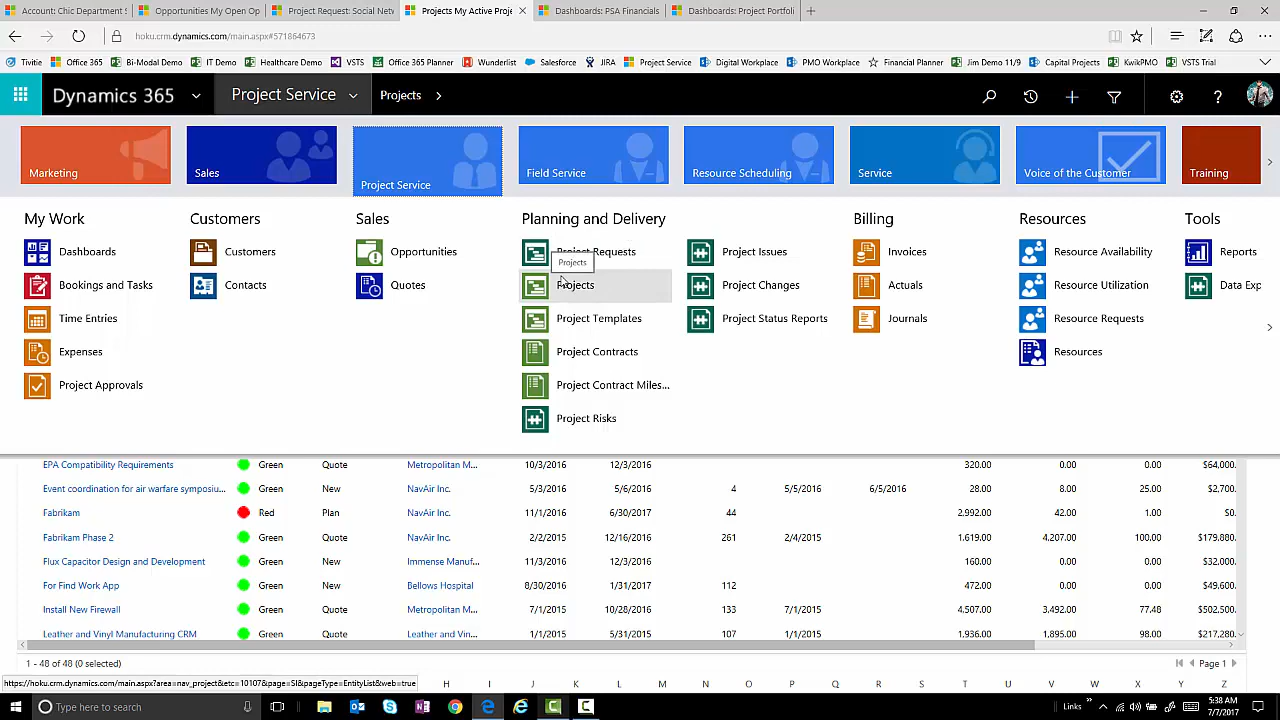 Account: Chic Department S
Opportunities My Open Op
Project Request: Social Netw
Projects My Active Proje
Dashboards: PSA Financials
Dashboards: Project Portfoli
hoku.crm.dynamics.com/main.aspx#571864673
Tivitie
Office 365
Bi-Modal Demo
IT Demo
Healthcare Demo
VSTS
Office 365 Planner
Wunderlist
Salesforce
JIRA
Project Service
Digital Workplace
PMO Workplace
Financial Planner
Jim Demo 11/9
Capital Projects
KwikPMO
VSTS Trial
Dynamics 365
Project Service
Projects
Marketing
Sales
Project Service
Field Service
Resource Scheduling
Service
Voice of the Customer
Training
My Work
Dashboards
Bookings and Tasks
Time Entries
Expenses
Project Approvals
Customers
Customers
Contacts
Sales
Opportunities
Quotes
Planning and Delivery
Project Requests
Projects
Projects
Project Templates
Project Contracts
Project Contract Miles...
Project Risks
Project Issues
Project Changes
Project Status Reports
Billing
Invoices
Actuals
Journals
Resources
Resource Availability
Resource Utilization
Resource Requests
Resources
Tools
Reports
Data Exp
EPA Compatibility Requirements Green Quote Metropolitan M... 10/3/2016 12/3/2016 320.00 0.00 0.00 $64,000.
Event coordination for air warfare symposiu... Green New NavAir Inc. 5/3/2016 5/6/2016 4 5/5/2016 6/5/2016 28.00 8.00 25.00 $2,700.
Fabrikam Red Plan NavAir Inc. 11/1/2016 6/30/2017 44 2,992.00 42.00 1.00 $0.
Fabrikam Phase 2 Green Quote NavAir Inc. 2/2/2015 12/16/2016 261 2/4/2015 1,619.00 4,207.00 100.00 $179,880.
Flux Capacitor Design and Development Green New Immense Manuf... 11/3/2016 12/3/2016 160.00 0.00 0.00 $32,000.
For Find Work App Green New Bellows Hospital 8/30/2016 1/31/2017 112 472.00 0.00 0.00 $49,600.
Install New Firewall Green Quote Metropolitan M... 7/1/2015 10/28/2016 133 7/1/2015 4,507.00 3,492.00 77.48 $502,500.
Leather and Vinyl Manufacturing CRM Green Quote Leather and Vin... 1/1/2015 5/31/2015 107 1/1/2015 1,936.00 1,895.00 98.00 $217,280.
1 - 48 of 48 (0 selected)
Page 1
https://hoku.crm.dynamics.com/main.aspx?area=nav_project&etc=10107&page=SI&pageType=EntityList&web=true
H I J K L M N O P Q R S T U V W X Y Z
Type here to search
Links
5:38 AM
7/7/2017